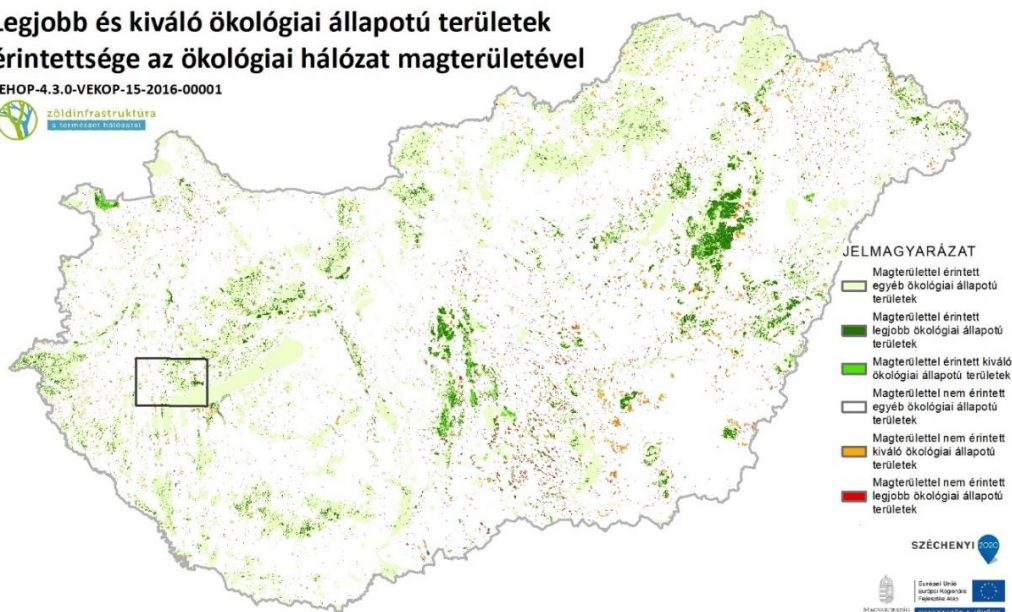 Legjobb és kiváló ökológiai állapotú területek
érintettsége az ökológiai hálózat magterületével
KEHOP-4.3.0-VEKOP-15-2016-00001
zöldinfrastruktúra
a természet hálózatai
JELMAGYARÁZAT
Magterülettel érintett
egyéb ökológiai állapotú
területek
Magterülettel érintett
legjobb ökológiai állapotú
területek
Magterülettel érintett kiváló
ökológiai állapotú területek
Magterülettel nem érintett
egyéb ökológiai állapotú
területek
Magterülettel nem érintett
kiváló ökológiai állapotú
területek
Magterülettel nem érintett
legjobb ökológiai állapotú
területek
SZÉCHENYI 2020
Európai Unió
Európai Regionális
Fejlesztési Alap